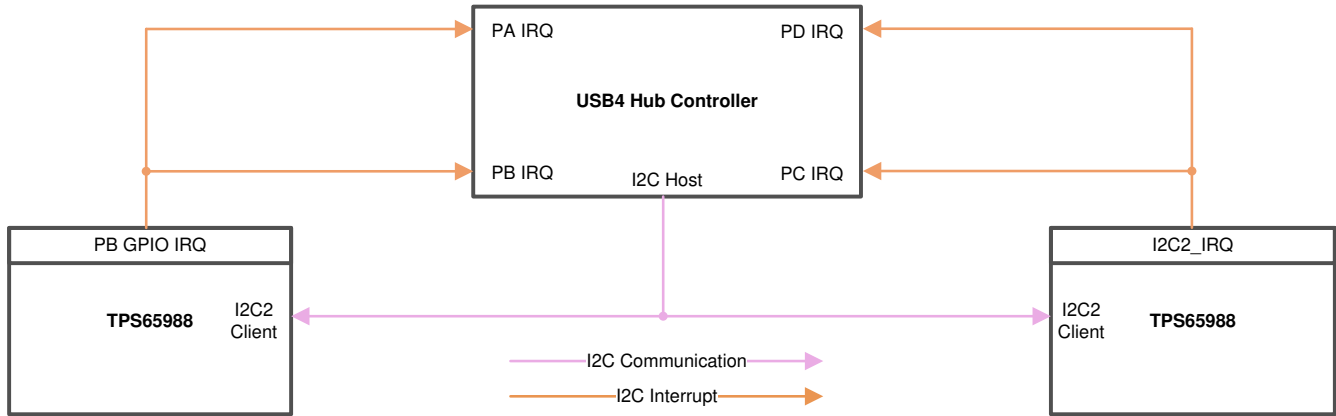 PA IRQ
PD IRQ
USB4 Hub Controller
PB IRQ
I2C Host
PC IRQ
PB GPIO IRQ
I2C2_IRQ
TPS65988
I2C2
Client
I2C2
Client
TPS65988
I2C Communication
I2C Interrupt